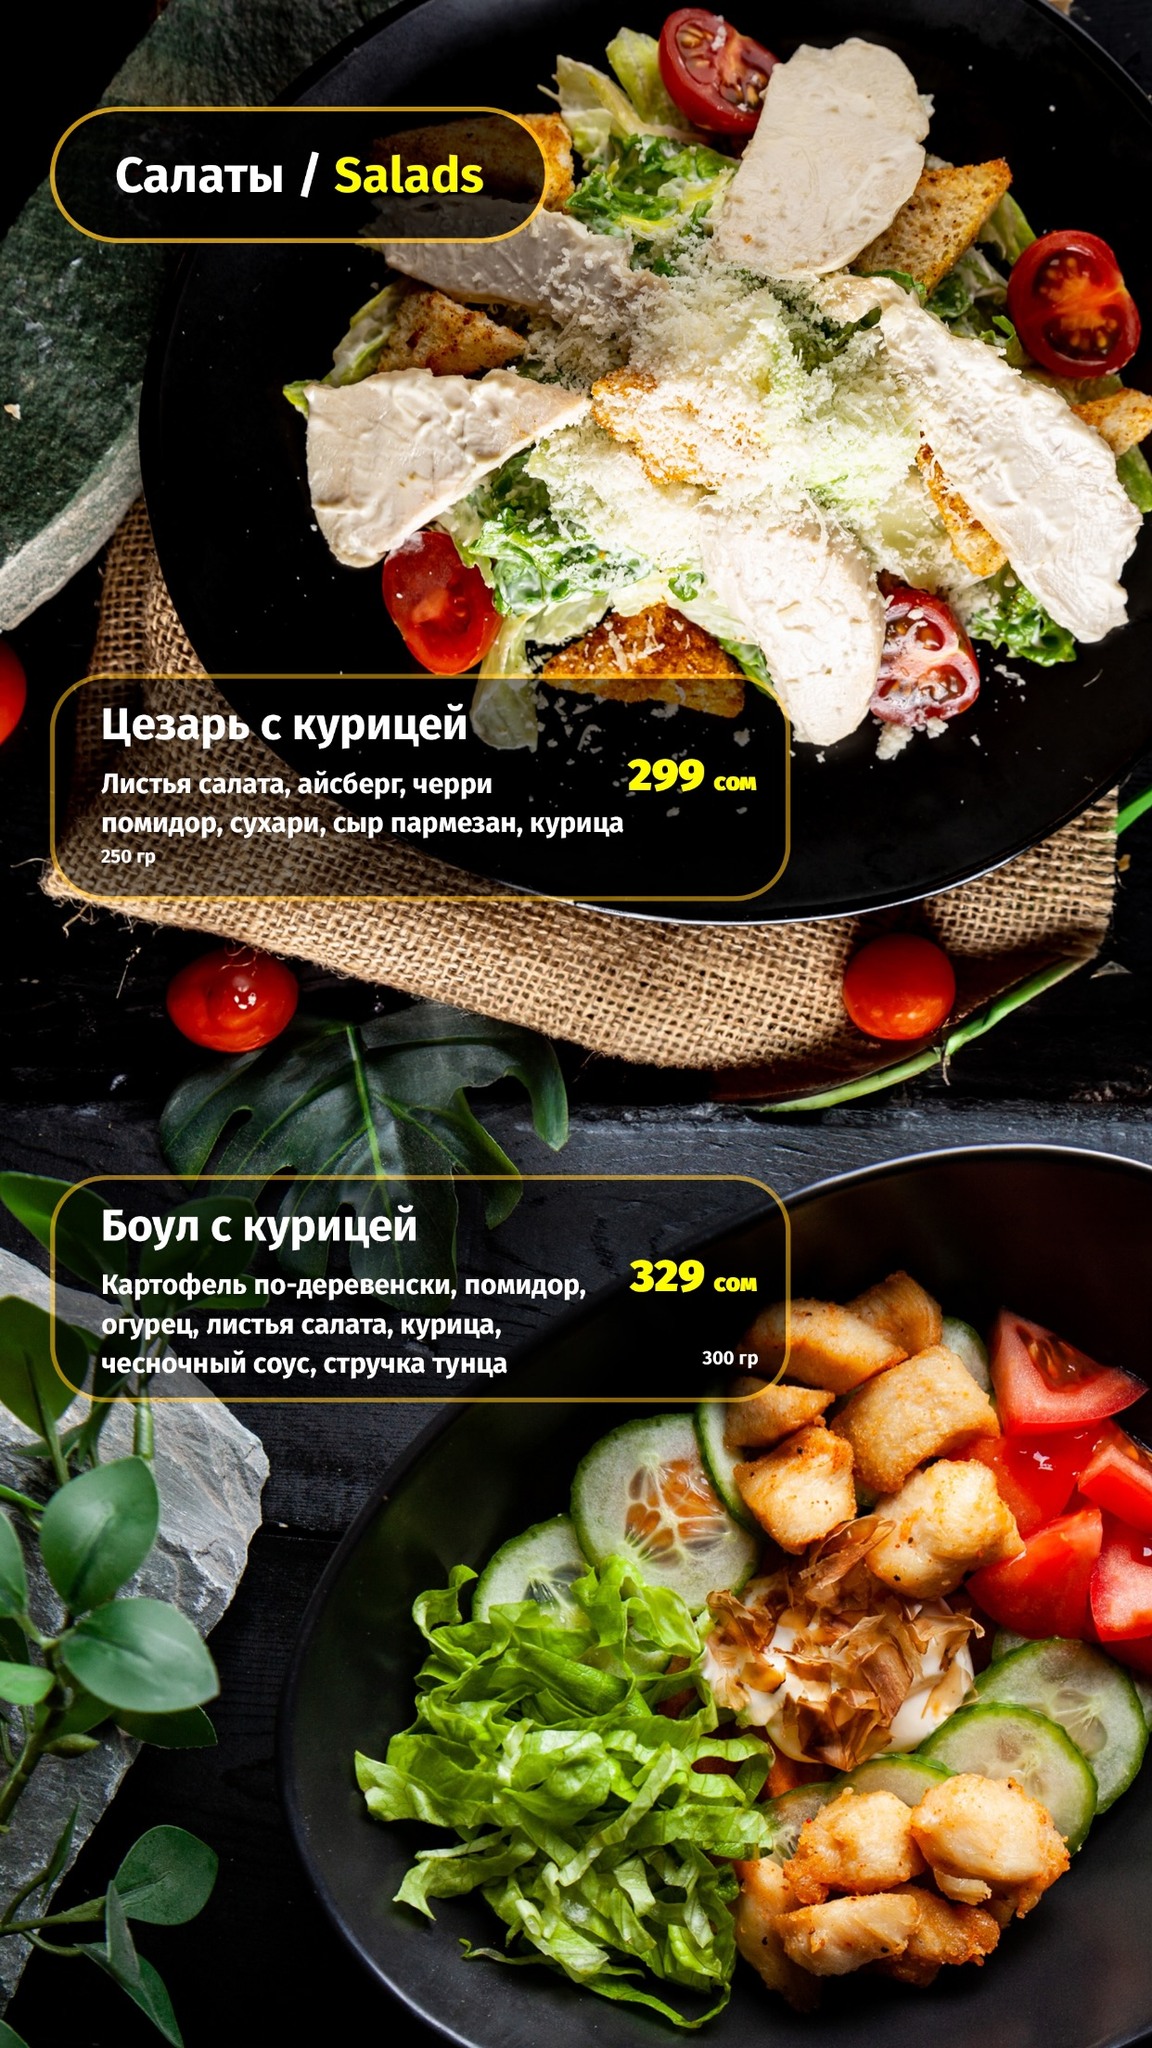 Салаты / Salads
Цезарь с курицей
Листья салата, айсберг, черри
помидор, сухари, сыр пармезан, курица
250 гр
299 сом
Боул с курицей
Картофель по-деревенски, помидор,
огурец, листья салата, курица,
чесночный соус, стручка тунца
329 сом
300 гр